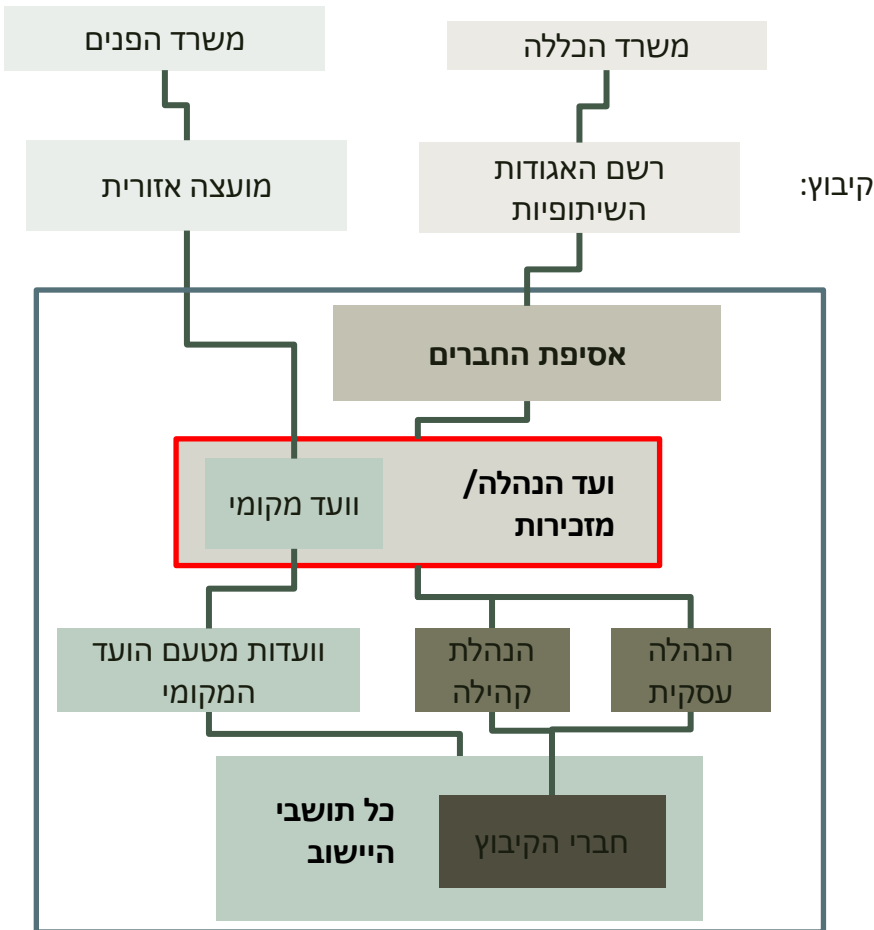 משרד הכללה
משרד הפנים
קיבוץ:
רשם האגודות
השיתופיות
מועצה אזורית
אסיפת החברים
ועד הנהלה/
מזכירות
וועד מקומי
הנהלה
עסקית
הנהלת
קהילה
וועדות מטעם הועד
המקומי
כל תושבי
היישוב
חברי הקיבוץ